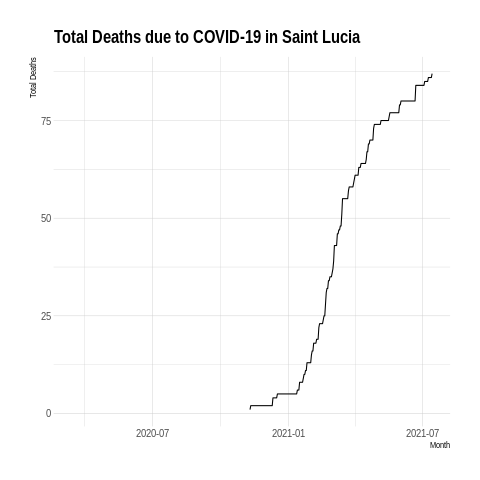 Total Deaths due to COVID-19 in Saint Lucia
Total Deaths
75
50
25
0
2020-07
2021-01
2021-07
Month